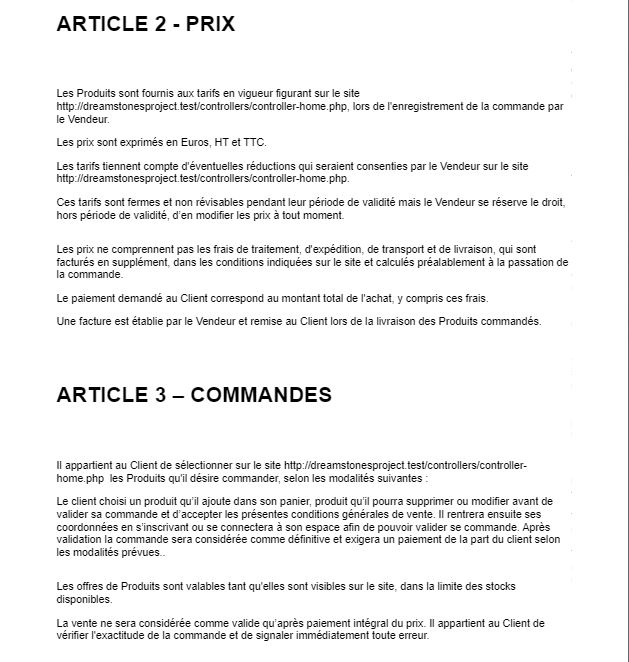 ARTICLE 2 - PRIX
Les Produits sont fournis aux tarifs en vigueur figurant sur le site
http://dreamstonesproject.test/controllers/controller-home.php, lors de l'enregistrement de la commande par
le Vendeur.
Les prix sont exprimés en Euros, HT et TTC.
Les tarifs tiennent compte d'éventuelles réductions qui seraient consenties par le Vendeur sur le site
http://dreamstonesproject.test/controllers/controller-home.php.
Ces tarifs sont fermes et non révisables pendant leur période de validité mais le Vendeur se réserve le droit,
hors période de validité, d’en modifier les prix à tout moment.
Les prix ne comprennent pas les frais de traitement, d'expédition, de transport et de livraison, qui sont
facturés en supplément, dans les conditions indiquées sur le site et calculés préalablement à la passation de
la commande.
Le paiement demandé au Client correspond au montant total de l'achat, y compris ces frais.
Une facture est établie par le Vendeur et remise au Client lors de la livraison des Produits commandés.
ARTICLE 3 – COMMANDES
Il appartient au Client de sélectionner sur le site http://dreamstonesproject.test/controllers/controller-
home.php  les Produits qu'il désire commander, selon les modalités suivantes :
Le client choisi un produit qu’il ajoute dans son panier, produit qu’il pourra supprimer ou modifier avant de
valider sa commande et d’accepter les présentes conditions générales de vente. Il rentrera ensuite ses
coordonnées en s’inscrivant ou se connectera à son espace afin de pouvoir valider se commande. Après
validation la commande sera considérée comme définitive et exigera un paiement de la part du client selon
les modalités prévues..
Les offres de Produits sont valables tant qu'elles sont visibles sur le site, dans la limite des stocks
disponibles.
La vente ne sera considérée comme valide qu’après paiement intégral du prix. Il appartient au Client de
vérifier l'exactitude de la commande et de signaler immédiatement toute erreur.